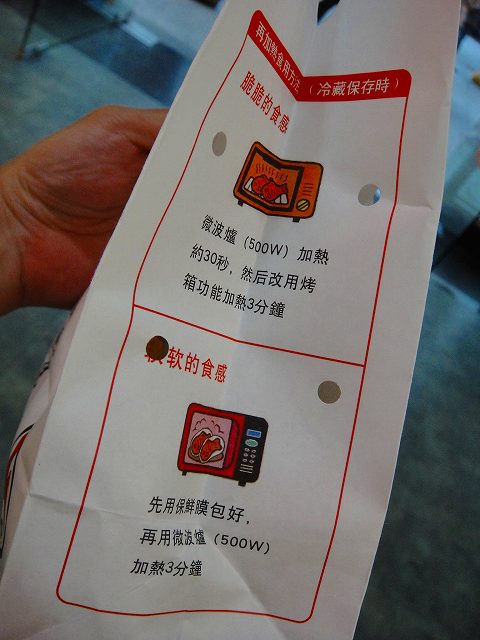 再加熱食用方法（冷藏保存時）
脆脆的食感
微波爐（500W）加熱
約30秒，然后改用烤
箱功能加熱3分鐘
软的食感
先用保鮮膜包好，
再用微波爐（500W）
加熱3分鐘